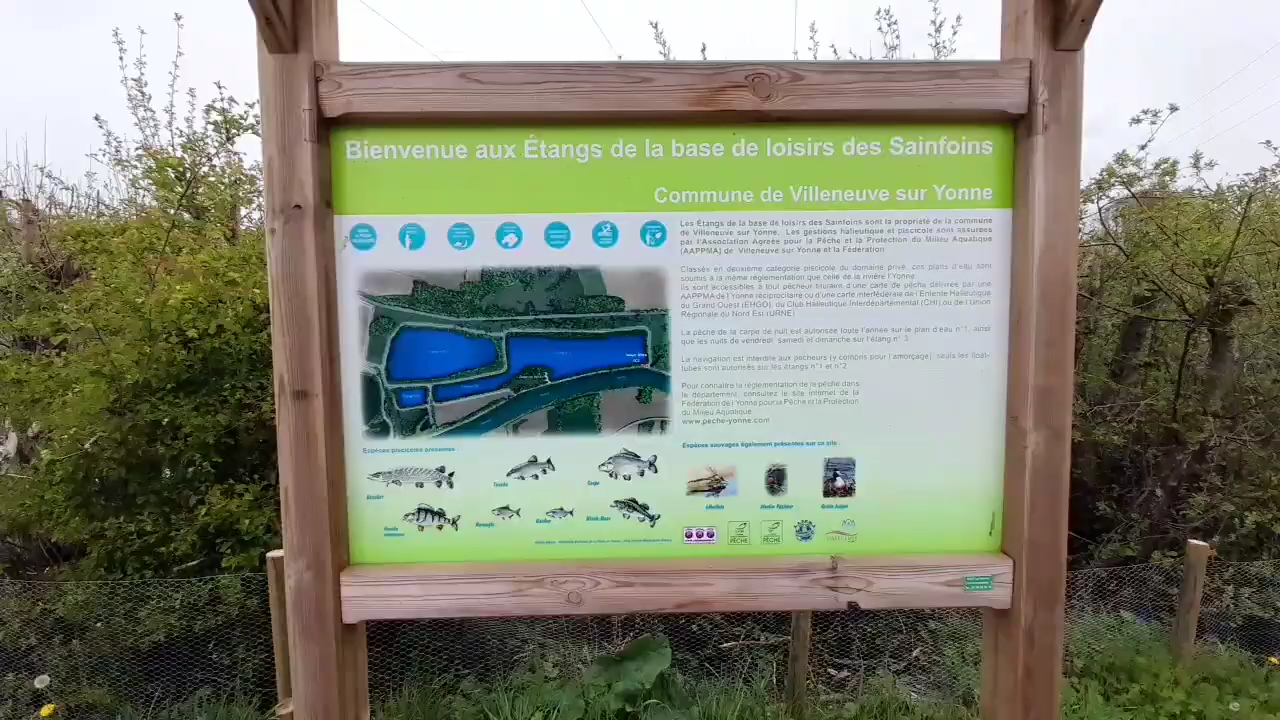 Bienvenue aux Étangs de la base de loisirs des Sainfoins
Commune de Villeneuve sur Yonne
Les Étangs de la base de loisirs des Sainfoins sont la propriété de la commune
de Villeneuve sur Yonne. Les gestions halieutique et piscicole sont assurées
par l'Association Agréée pour la Pêche et la Protection du Milieu Aquatique
(AAPPMA) de Villeneuve sur Yonne et la Fédération
Classés en deuxième catégorie piscicole du domaine privé, ces plans d'eau sont
soumis à la même réglementation que celle de la rivière l'Yonne.
Ils sont accessibles à tout pêcheur titulaire d'une carte de pêche délivrée par une
AAPPMA de l'Yonne réciprocitaire ou d'une carte interfédérale de l'Entente Halieutique
du Grand Ouest (EHGO), du Club Halieutique Interdépartemental (CHI) ou de l'Union
Régionale du Nord Est (URNE)
La pêche de la carpe de nuit est autorisée toute l'année sur le plan d'eau n°1, ainsi
que les nuits de vendredi, samedi et dimanche sur l'étang n° 3
La navigation est interdite aux pêcheurs (y compris pour l'amorçage), seuls les float-
tubes sont autorisés sur les étangs n°1 et n°2
Pour connaître la réglementation de la pêche dans
le département, consultez le site internet de la
Fédération de l'Yonne pour la Pêche et la Protection
du Milieu Aquatique
www.peche-yonne.com
Espèces piscicoles présentes :
Espèces sauvages également présentes sur ce site :
Brochet
Tanche
Carpe
Perche
Gardon
Black-Bass
Libellule
Martin Pêcheur
Grèbe huppé
PÊCHE
PÊCHE